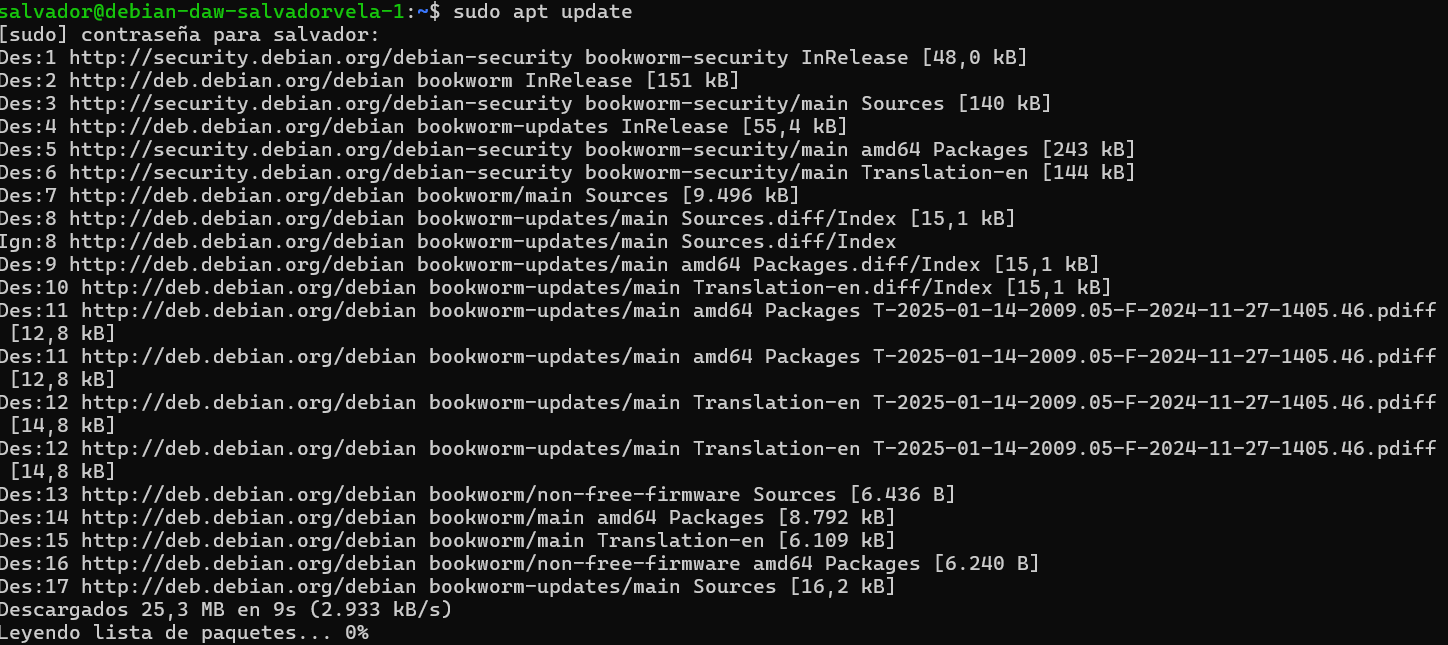 salvador@debian-daw-salvadorvela-1:~$ sudo apt update
[sudo] contraseña para salvador:
Des:1 http://security.debian.org/debian-security bookworm-security InRelease [48,0 kB]
Des:2 http://deb.debian.org/debian bookworm InRelease [151 kB]
Des:3 http://security.debian.org/debian-security bookworm-security/main Sources [140 kB]
Des:4 http://deb.debian.org/debian bookworm-updates InRelease [55,4 kB]
Des:5 http://security.debian.org/debian-security bookworm-security/main amd64 Packages [243 kB]
Des:6 http://security.debian.org/debian-security bookworm-security/main Translation-en [144 kB]
Des:7 http://deb.debian.org/debian bookworm/main Sources [9.496 kB]
Des:8 http://deb.debian.org/debian bookworm-updates/main Sources.diff/Index [15,1 kB]
Ign:8 http://deb.debian.org/debian bookworm-updates/main Sources.diff/Index
Des:9 http://deb.debian.org/debian bookworm-updates/main amd64 Packages.diff/Index [15,1 kB]
Des:10 http://deb.debian.org/debian bookworm-updates/main Translation-en.diff/Index [15,1 kB]
Des:11 http://deb.debian.org/debian bookworm-updates/main amd64 Packages T-2025-01-14-2009.05-F-2024-11-27-1405.46.pdiff
[12,8 kB]
Des:11 http://deb.debian.org/debian bookworm-updates/main amd64 Packages T-2025-01-14-2009.05-F-2024-11-27-1405.46.pdiff
[12,8 kB]
Des:12 http://deb.debian.org/debian bookworm-updates/main Translation-en T-2025-01-14-2009.05-F-2024-11-27-1405.46.pdiff
[14,8 kB]
Des:12 http://deb.debian.org/debian bookworm-updates/main Translation-en T-2025-01-14-2009.05-F-2024-11-27-1405.46.pdiff
[14,8 kB]
Des:13 http://deb.debian.org/debian bookworm/non-free-firmware Sources [6.436 B]
Des:14 http://deb.debian.org/debian bookworm/main amd64 Packages [8.792 kB]
Des:15 http://deb.debian.org/debian bookworm/main Translation-en [6.109 kB]
Des:16 http://deb.debian.org/debian bookworm/non-free-firmware amd64 Packages [6.240 B]
Des:17 http://deb.debian.org/debian bookworm-updates/main Sources [16,2 kB]
Descargados 25,3 MB en 9s (2.933 kB/s)
Leyendo lista de paquetes... 0%